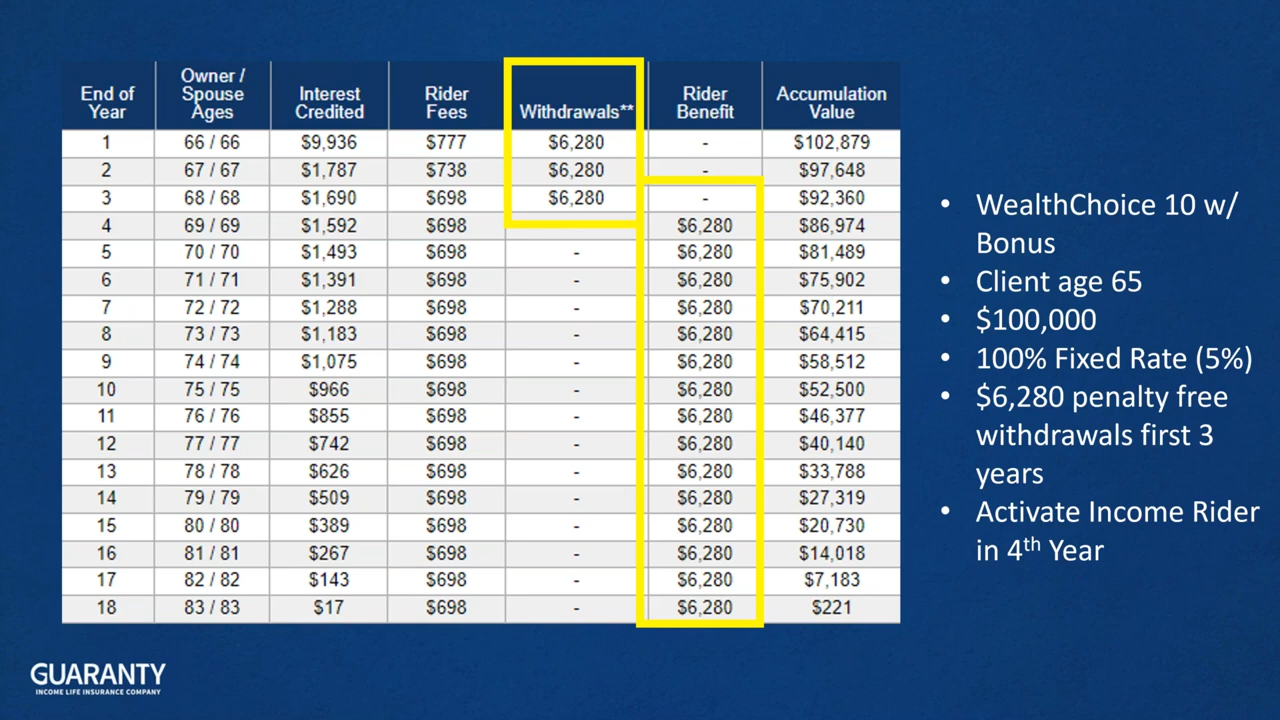 End of Year | Owner / Spouse Ages | Interest Credited | Rider Fees | Withdrawals** | Rider Benefit | Accumulation Value
1 | 66 / 66 | $9,936 | $777 | $6,280 | - | $102,879
2 | 67 / 67 | $1,787 | $738 | $6,280 | - | $97,648
3 | 68 / 68 | $1,690 | $698 | $6,280 | - | $92,360
4 | 69 / 69 | $1,592 | $698 | $6,280 | $86,974
5 | 70 / 70 | $1,493 | $698 | - | $6,280 | $81,489
6 | 71 / 71 | $1,391 | $698 | - | $6,280 | $75,902
7 | 72 / 72 | $1,288 | $698 | - | $6,280 | $70,211
8 | 73 / 73 | $1,183 | $698 | - | $6,280 | $64,415
9 | 74 / 74 | $1,075 | $698 | - | $6,280 | $58,512
10 | 75 / 75 | $966 | $698 | - | $6,280 | $52,500
11 | 76 / 76 | $855 | $698 | - | $6,280 | $46,377
12 | 77 / 77 | $742 | $698 | - | $6,280 | $40,140
13 | 78 / 78 | $626 | $698 | - | $6,280 | $33,788
14 | 79 / 79 | $509 | $698 | - | $6,280 | $27,319
15 | 80 / 80 | $389 | $698 | - | $6,280 | $20,730
16 | 81 / 81 | $267 | $698 | - | $6,280 | $14,018
17 | 82 / 82 | $143 | $698 | - | $6,280 | $7,183
18 | 83 / 83 | $17 | $698 | - | $6,280 | $221
• WealthChoice 10 w/
Bonus
• Client age 65
• $100,000
• 100% Fixed Rate (5%)
• $6,280 penalty free
withdrawals first 3
years
• Activate Income Rider
in 4th Year
GUARANTY
INCOME LIFE INSURANCE COMPANY